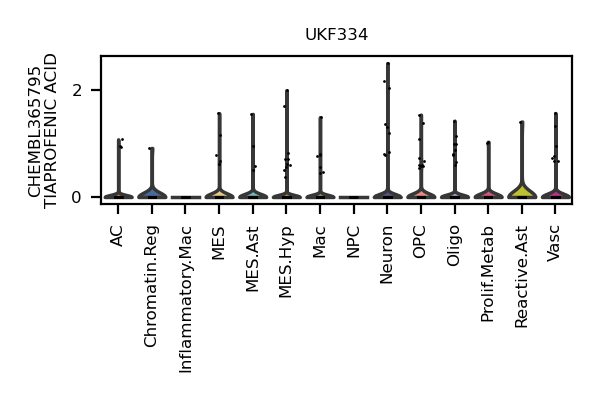 UKF334
CHEMBL365795
TIAPROFENIC ACID
2
0
AC
Chromatin.Reg
Inflammatory.Mac
MES
MES.Ast
MES.Hyp
Mac
NPC
Neuron
OPC
Oligo
Prolif.Metab
Reactive.Ast
Vasc